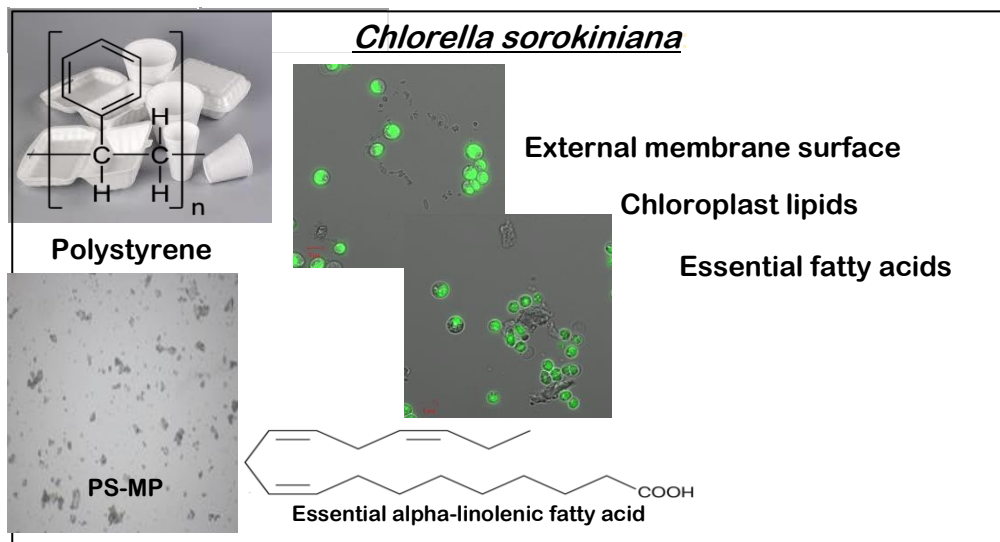 Chlorella sorokiniana
C
H
C
H
H
n
Polystyrene
External membrane surface
Chloroplast lipids
Essential fatty acids
PS-MP
COOH
Essential alpha-linolenic fatty acid